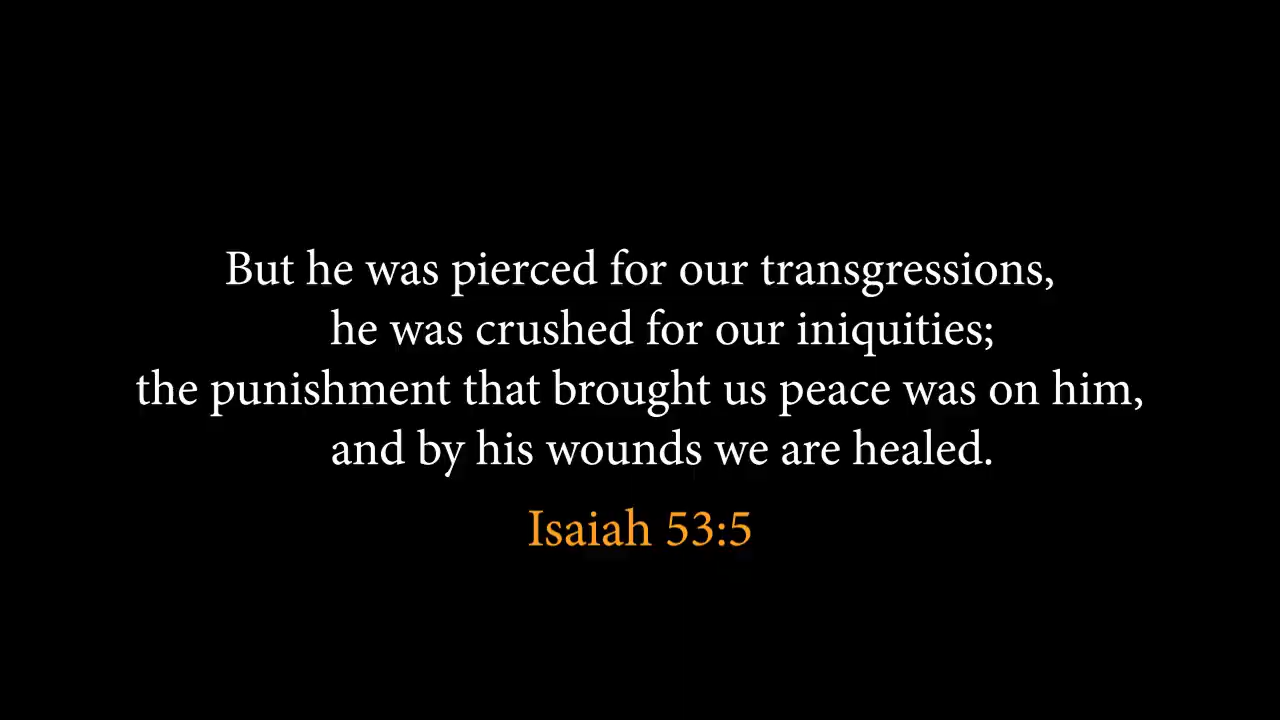 But he was pierced for our transgressions,
he was crushed for our iniquities;
the punishment that brought us peace was on him,
and by his wounds we are healed.
Isaiah 53:5